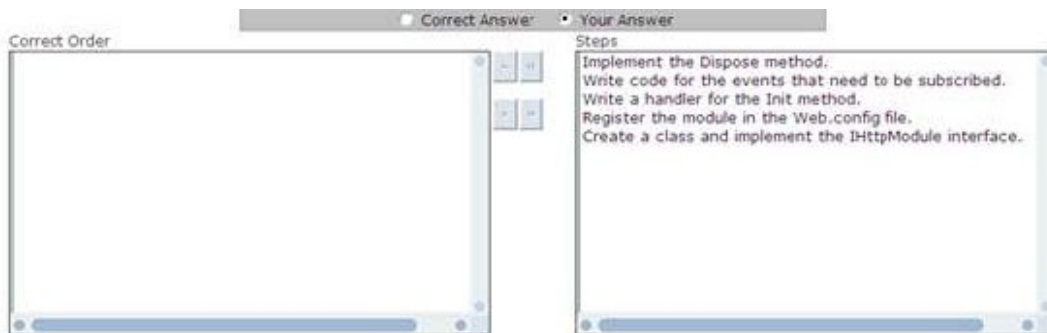 Correct Answer Your Answer
Correct Order
Steps
Implement the Dispose method.
Write code for the events that need to be subscribed.
Write a handler for the Init method.
Register the module in the Web.config file.
Create a class and implement the IHttpModule interface.